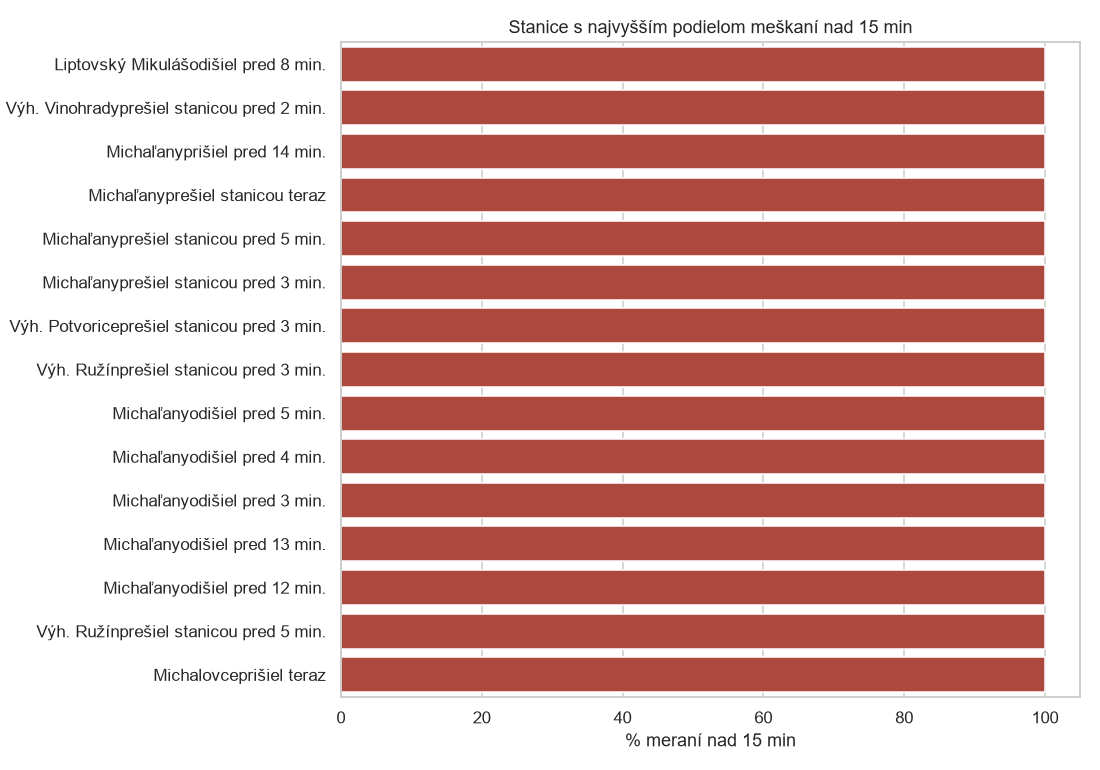 Stanice s najvyšším podielom meškaní nad 15 min
Liptovský Mikulášodišiel pred 8 min.
Výh. Vinohradyprešiel stanicou pred 2 min.
Michaľanyprišiel pred 14 min.
Michaľanyprešiel stanicou teraz
Michaľanyprešiel stanicou pred 5 min.
Michaľanyprešiel stanicou pred 3 min.
Výh. Potvoriceprešiel stanicou pred 3 min.
Výh. Ružínprešiel stanicou pred 3 min.
Michaľanyodišiel pred 5 min.
Michaľanyodišiel pred 4 min.
Michaľanyodišiel pred 3 min.
Michaľanyodišiel pred 13 min.
Michaľanyodišiel pred 12 min.
Výh. Ružínprešiel stanicou pred 5 min.
Michalovceprišiel teraz
0 20 40 60 80 100
% meraní nad 15 min